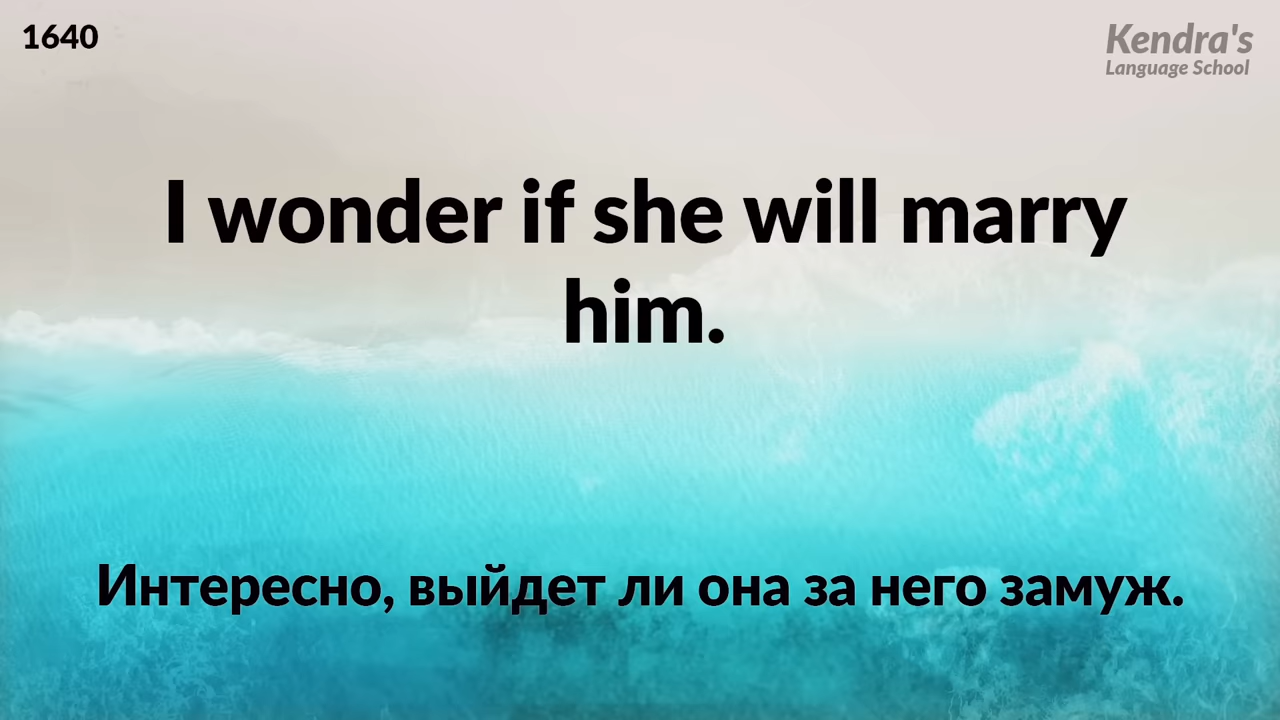 1640
Kendra's
Language School
I wonder if she will marry
him.
Интересно, выйдет ли она за него замуж.